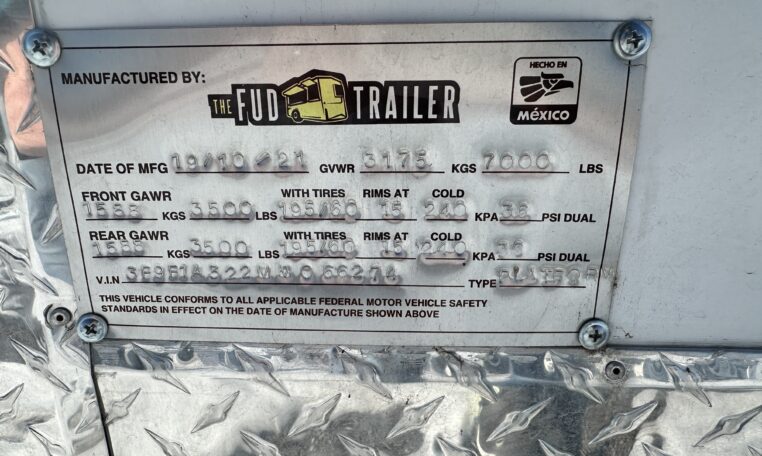 MANUFACTURED BY:
THE FUD TRAILER
HECHO EN
MÉXICO
DATE OF MFG 19/10/21 GVWR 3175 KGS 7000 LBS
FRONT GAWR WITH TIRES RIMS AT COLD
1588 KGS 3500 LBS 195/60 15 240 KPA 35 PSI DUAL
REAR GAWR WITH TIRES RIMS AT COLD
1588 KGS 3500 LBS 195/60 15 240 KPA 35 PSI DUAL
V.I.N TYPE
THIS VEHICLE CONFORMS TO ALL APPLICABLE FEDERAL MOTOR VEHICLE SAFETY
STANDARDS IN EFFECT ON THE DATE OF MANUFACTURE SHOWN ABOVE